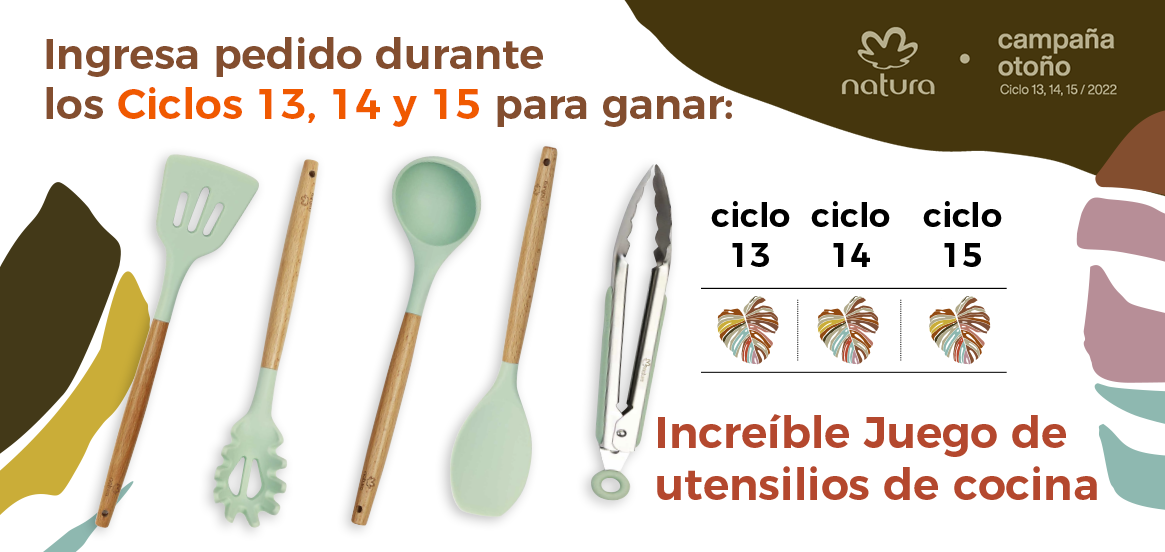 Ingresa pedido durante
los Ciclos 13, 14 y 15 para ganar:
natura
campaña
otoño
Ciclo 13, 14, 15 / 2022
ciclo ciclo ciclo
13 14 15
Increíble Juego de
utensilios de cocina